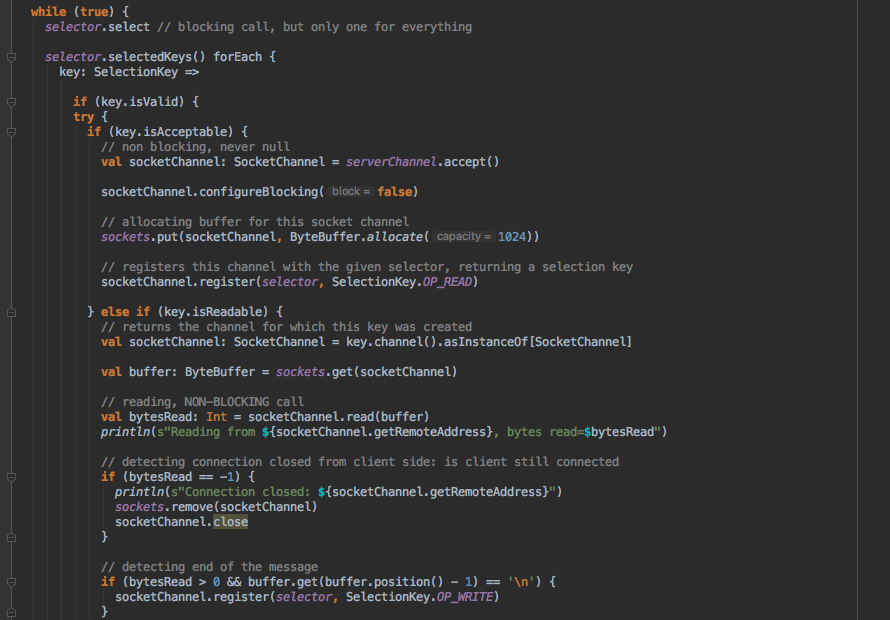 while (true) {
selector.select // blocking call, but only one for everything
selector.selectedKeys() forEach {
key: SelectionKey =>
if (key.isValid) {
try {
if (key.isAcceptable) {
// non blocking, never null
val socketChannel: SocketChannel = serverChannel.accept()
socketChannel.configureBlocking( block = false)
// allocating buffer for this socket channel
sockets.put(socketChannel, ByteBuffer.allocate( capacity = 1024))
// registers this channel with the given selector, returning a selection key
socketChannel.register(selector, SelectionKey.OP_READ)
} else if (key.isReadable) {
// returns the channel for which this key was created
val socketChannel: SocketChannel = key.channel().asInstanceOf[SocketChannel]
val buffer: ByteBuffer = sockets.get(socketChannel)
// reading, NON-BLOCKING call
val bytesRead: Int = socketChannel.read(buffer)
println(s"Reading from ${socketChannel.getRemoteAddress}, bytes read=$bytesRead")
// detecting connection closed from client side: is client still connected
if (bytesRead == -1) {
println(s"Connection closed: ${socketChannel.getRemoteAddress}")
sockets.remove(socketChannel)
socketChannel.close
}
// detecting end of the message
if (bytesRead > 0 && buffer.get(buffer.position() - 1) == '\n') {
socketChannel.register(selector, SelectionKey.OP_WRITE)
}